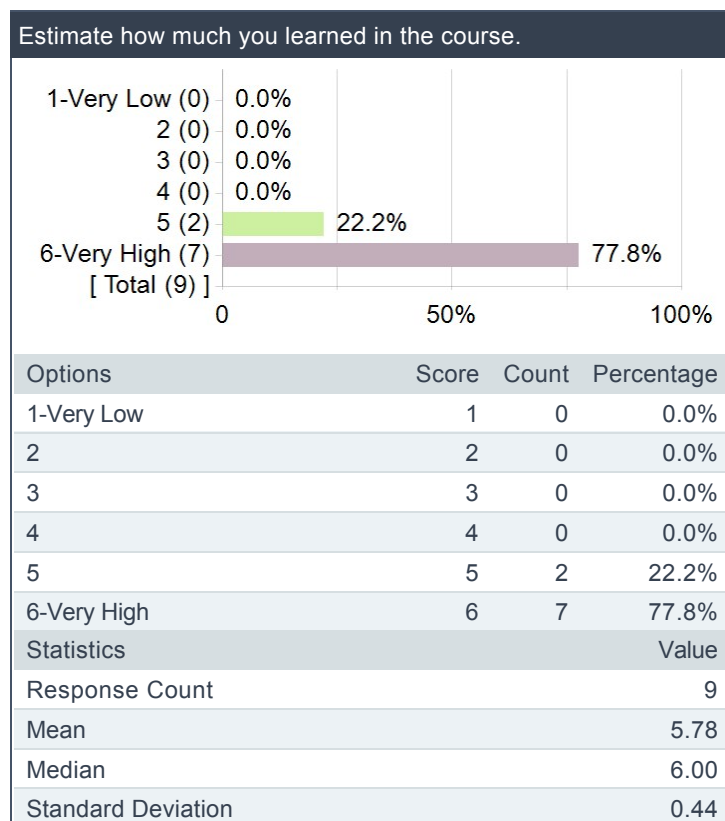 Estimate how much you learned in the course.
1-Very Low (0) 0.0%
2 (0) 0.0%
3 (0) 0.0%
4 (0) 0.0%
5 (2) 22.2%
6-Very High (7) 77.8%
[ Total (9) ]
0 50% 100%
Options Score Count Percentage
1-Very Low 1 0 0.0%
2 2 0 0.0%
3 3 0 0.0%
4 4 0 0.0%
5 5 2 22.2%
6-Very High 6 7 77.8%
Statistics Value
Response Count 9
Mean 5.78
Median 6.00
Standard Deviation 0.44